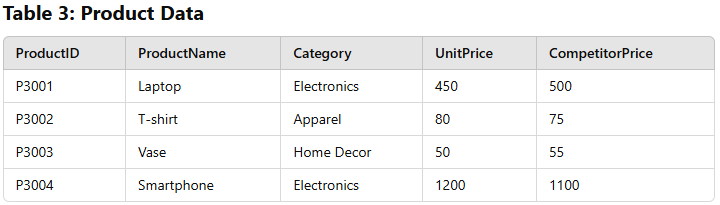 Table 3: Product Data
ProductID ProductName Category UnitPrice CompetitorPrice
P3001 Laptop Electronics 450 500
P3002 T-shirt Apparel 80 75
P3003 Vase Home Decor 50 55
P3004 Smartphone Electronics 1200 1100